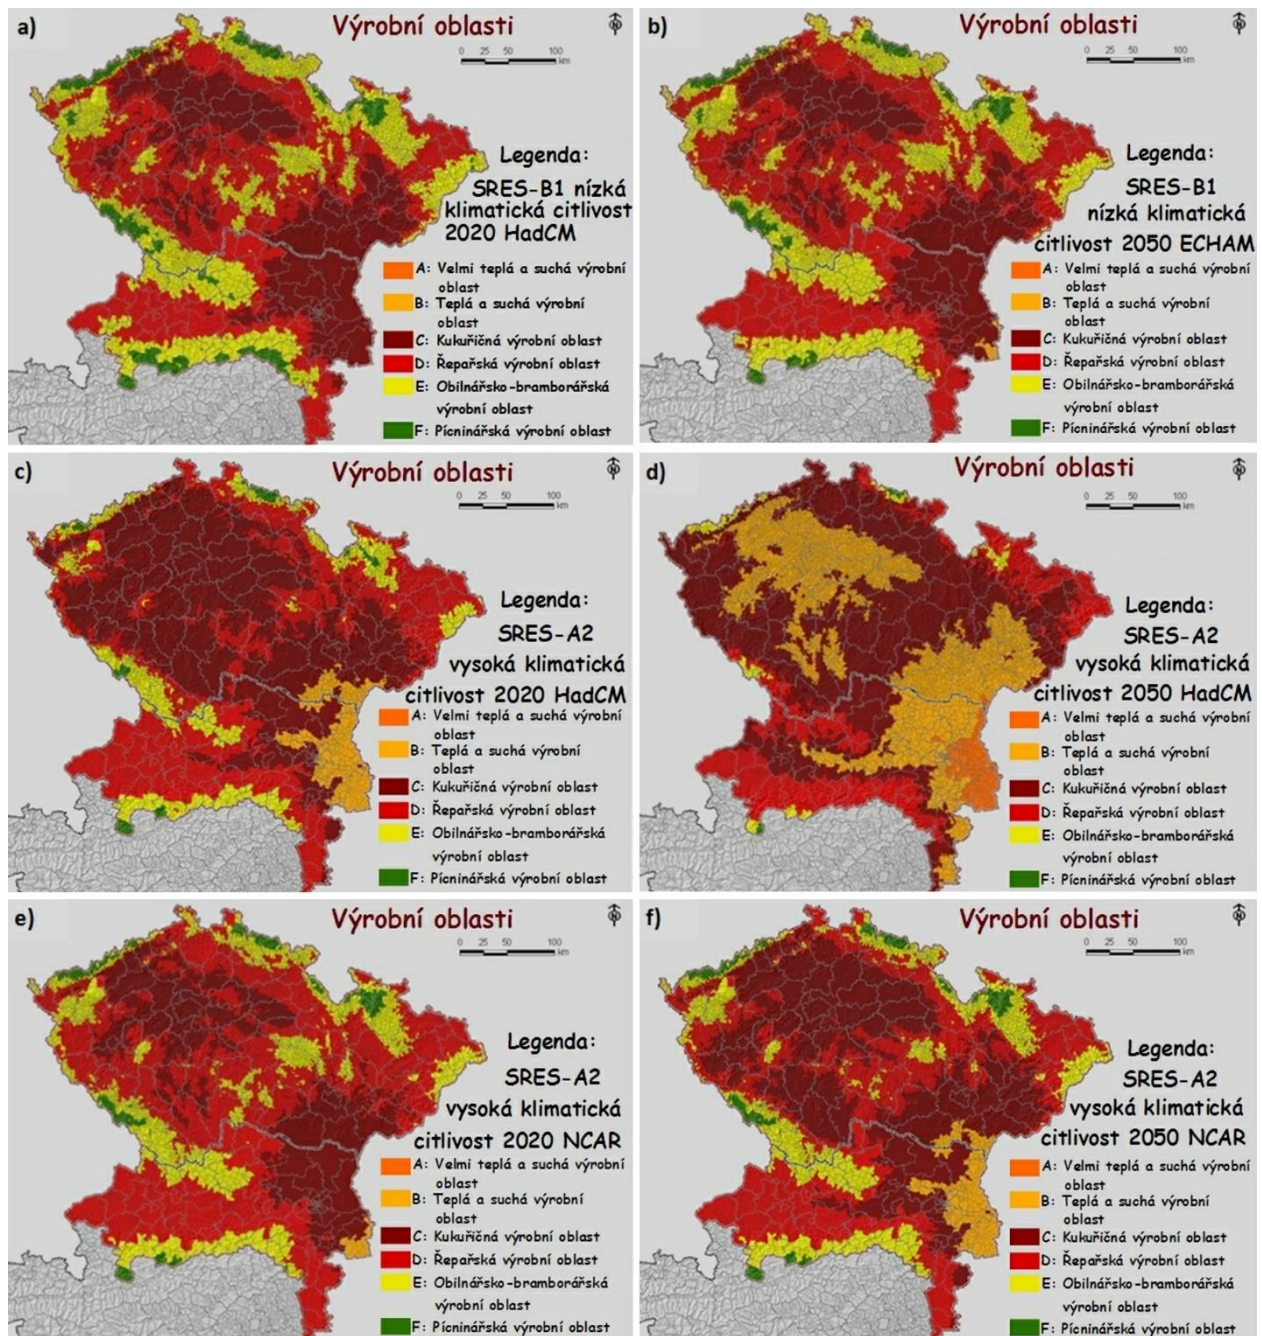 a)
Výrobní oblasti
N
0 25 50 100
km
Legenda:
SRES-B1 nízká
klimatická citlivost
2020 HadCM
A: Velmi teplá a suchá výrobní
oblast
B: Teplá a suchá výrobní
oblast
C: Kukuřičná výrobní oblast
D: Řepařská výrobní oblast
E: Obilnářsko-bramborářská
výrobní oblast
F: Pícninářská výrobní oblast
b)
Výrobní oblasti
N
0 25 50 100
km
Legenda:
SRES-B1
nízká klimatická
citlivost 2050 ECHAM
A: Velmi teplá a suchá výrobní
oblast
B: Teplá a suchá výrobní
oblast
C: Kukuřičná výrobní oblast
D: Řepařská výrobní oblast
E: Obilnářsko-bramborářská
výrobní oblast
F: Pícninářská výrobní oblast
c)
Výrobní oblasti
N
0 25 50 100
km
Legenda:
SRES-A2
vysoká klimatická
citlivost 2020 HadCM
A: Velmi teplá a suchá výrobní
oblast
B: Teplá a suchá výrobní
oblast
C: Kukuřičná výrobní oblast
D: Řepařská výrobní oblast
E: Obilnářsko-bramborářská
výrobní oblast
F: Pícninářská výrobní oblast
d)
Výrobní oblasti
N
0 25 50 100
km
Legenda:
SRES-A2
vysoká klimatická
citlivost 2050 HadCM
A: Velmi teplá a suchá výrobní
oblast
B: Teplá a suchá výrobní
oblast
C: Kukuřičná výrobní oblast
D: Řepařská výrobní oblast
E: Obilnářsko-bramborářská
výrobní oblast
F: Pícninářská výrobní oblast
e)
Výrobní oblasti
N
0 25 50 100
km
Legenda:
SRES-A2
vysoká klimatická
citlivost 2020 NCAR
A: Velmi teplá a suchá výrobní
oblast
B: Teplá a suchá výrobní
oblast
C: Kukuřičná výrobní oblast
D: Řepařská výrobní oblast
E: Obilnářsko-bramborářská
výrobní oblast
F: Pícninářská výrobní oblast
f)
Výrobní oblasti
N
0 25 50 100
km
Legenda:
SRES-A2
vysoká klimatická
citlivost 2050 NCAR
A: Velmi teplá a suchá výrobní
oblast
B: Teplá a suchá výrobní
oblast
C: Kukuřičná výrobní oblast
D: Řepařská výrobní oblast
E: Obilnářsko-bramborářská
výrobní oblast
F: Pícninářská výrobní oblast